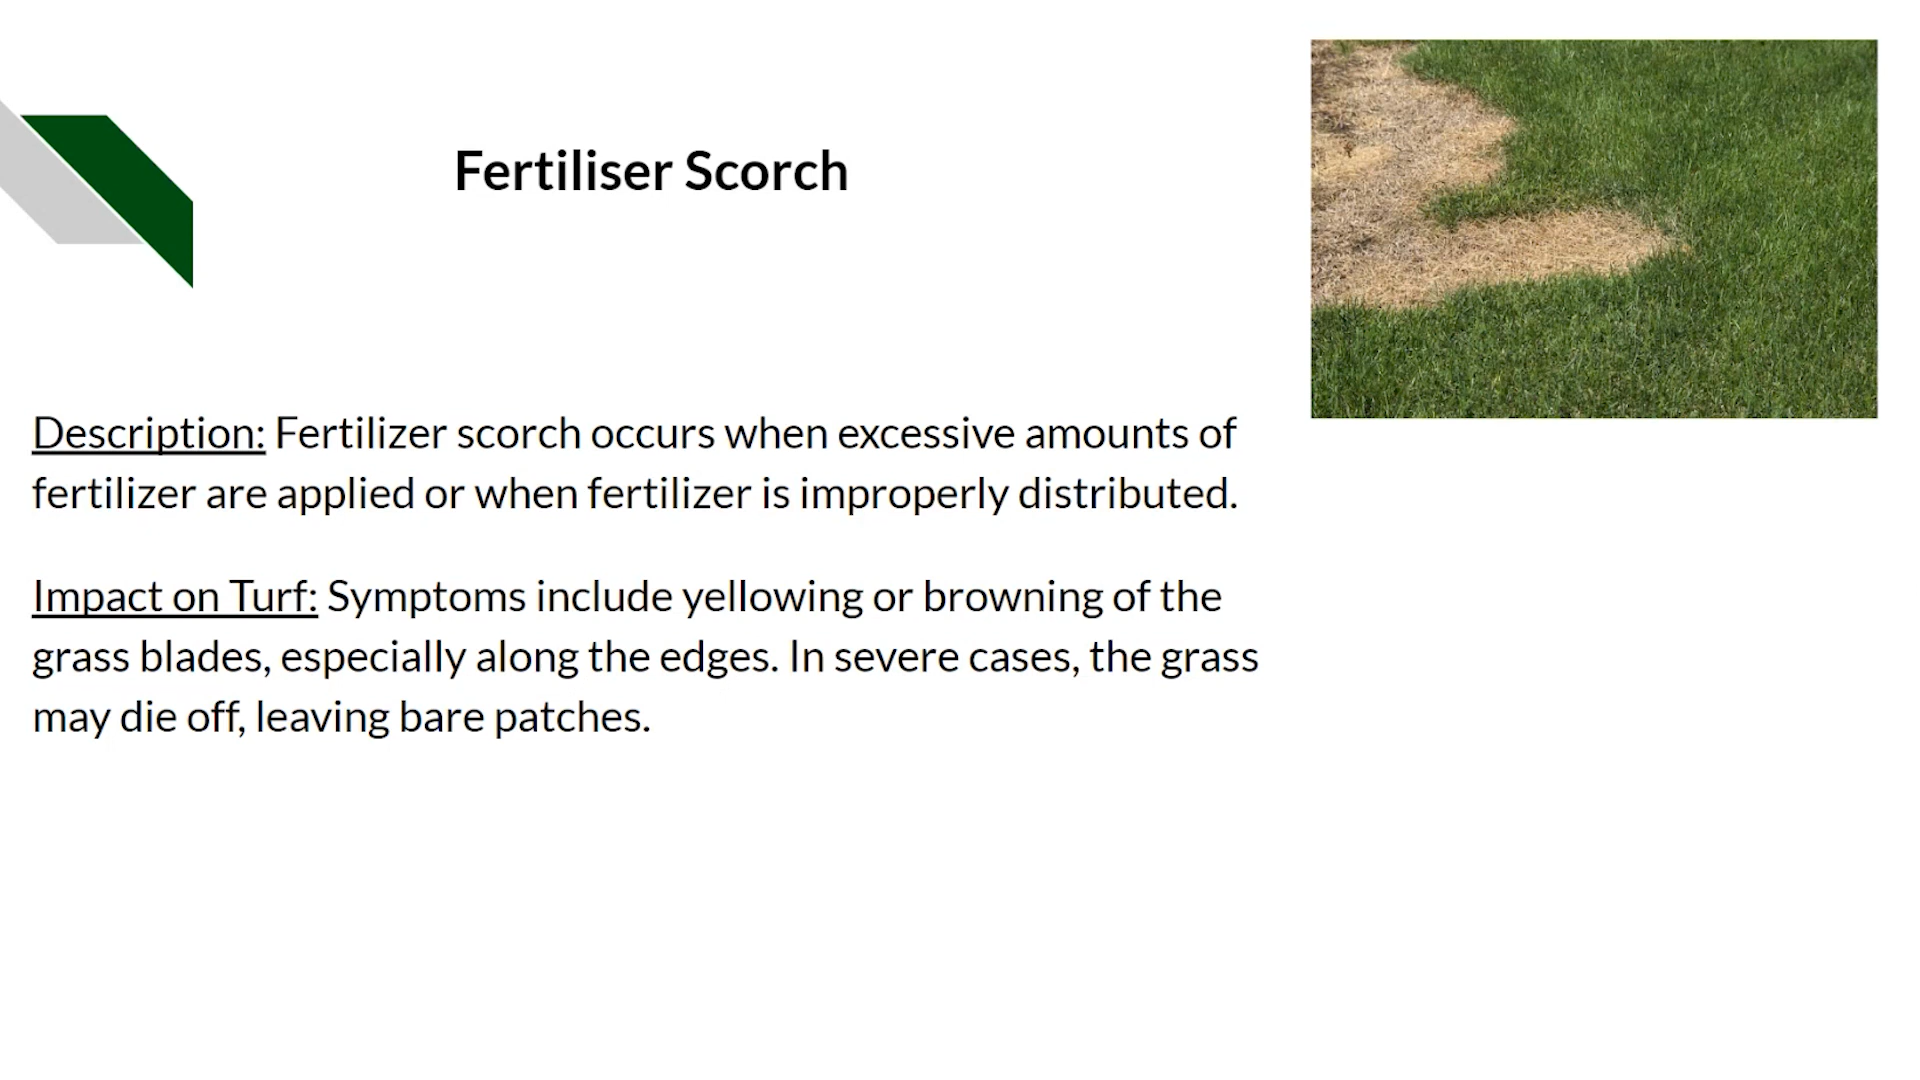 Fertiliser Scorch
Description: Fertilizer scorch occurs when excessive amounts of
fertilizer are applied or when fertilizer is improperly distributed.
Impact on Turf: Symptoms include yellowing or browning of the
grass blades, especially along the edges. In severe cases, the grass
may die off, leaving bare patches.